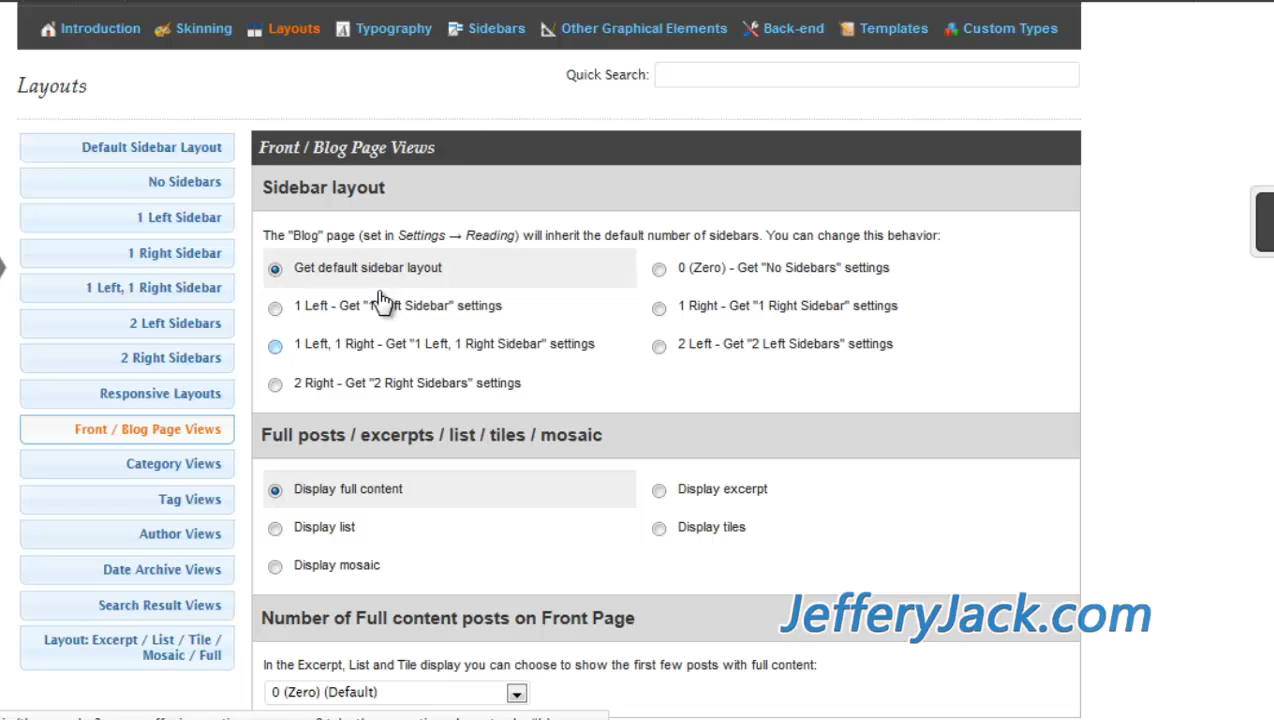 Introduction Skinning Layouts Typography Sidebars Other Graphical Elements Back-end Templates Custom Types
Layouts
Quick Search:
Default Sidebar Layout
No Sidebars
1 Left Sidebar
1 Right Sidebar
1 Left, 1 Right Sidebar
2 Left Sidebars
2 Right Sidebars
Responsive Layouts
Front / Blog Page Views
Category Views
Tag Views
Author Views
Date Archive Views
Search Result Views
Layout: Excerpt / List / Tile /
Mosaic / Full
Front / Blog Page Views
Sidebar layout
The "Blog" page (set in Settings → Reading) will inherit the default number of sidebars. You can change this behavior:
Get default sidebar layout
0 (Zero) - Get "No Sidebars" settings
1 Left - Get "1 Left Sidebar" settings
1 Right - Get "1 Right Sidebar" settings
1 Left, 1 Right - Get "1 Left, 1 Right Sidebar" settings
2 Left - Get "2 Left Sidebars" settings
2 Right - Get "2 Right Sidebars" settings
Full posts / excerpts / list / tiles / mosaic
Display full content
Display excerpt
Display list
Display tiles
Display mosaic
Number of Full content posts on Front Page
In the Excerpt, List and Tile display you can choose to show the first few posts with full content:
0 (Zero) (Default)
JefferyJack.com